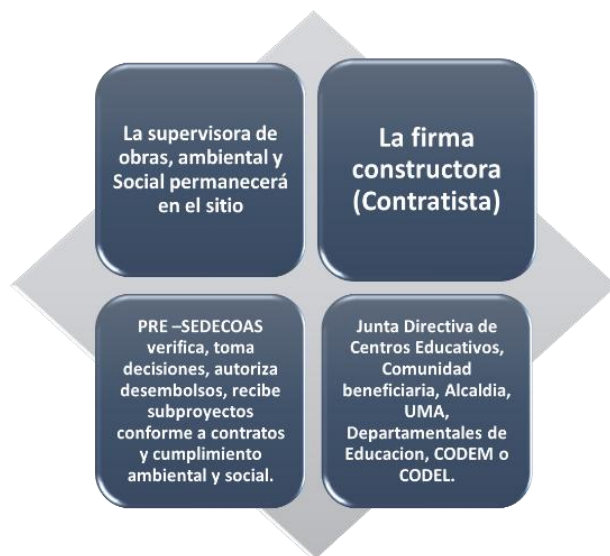 La supervisora de
obras, ambiental y
Social permanecerá
en el sitio
La firma
constructora
(Contratista)
PRE –SEDECOAS
verifica, toma
decisiones, autoriza
desembolsos, recibe
subproyectos
conforme a contratos
y cumplimiento
ambiental y social.
Junta Directiva de
Centros Educativos,
Comunidad
beneficiaria, Alcaldia,
UMA,
Departamentales de
Educacion, CODEM o
CODEL.